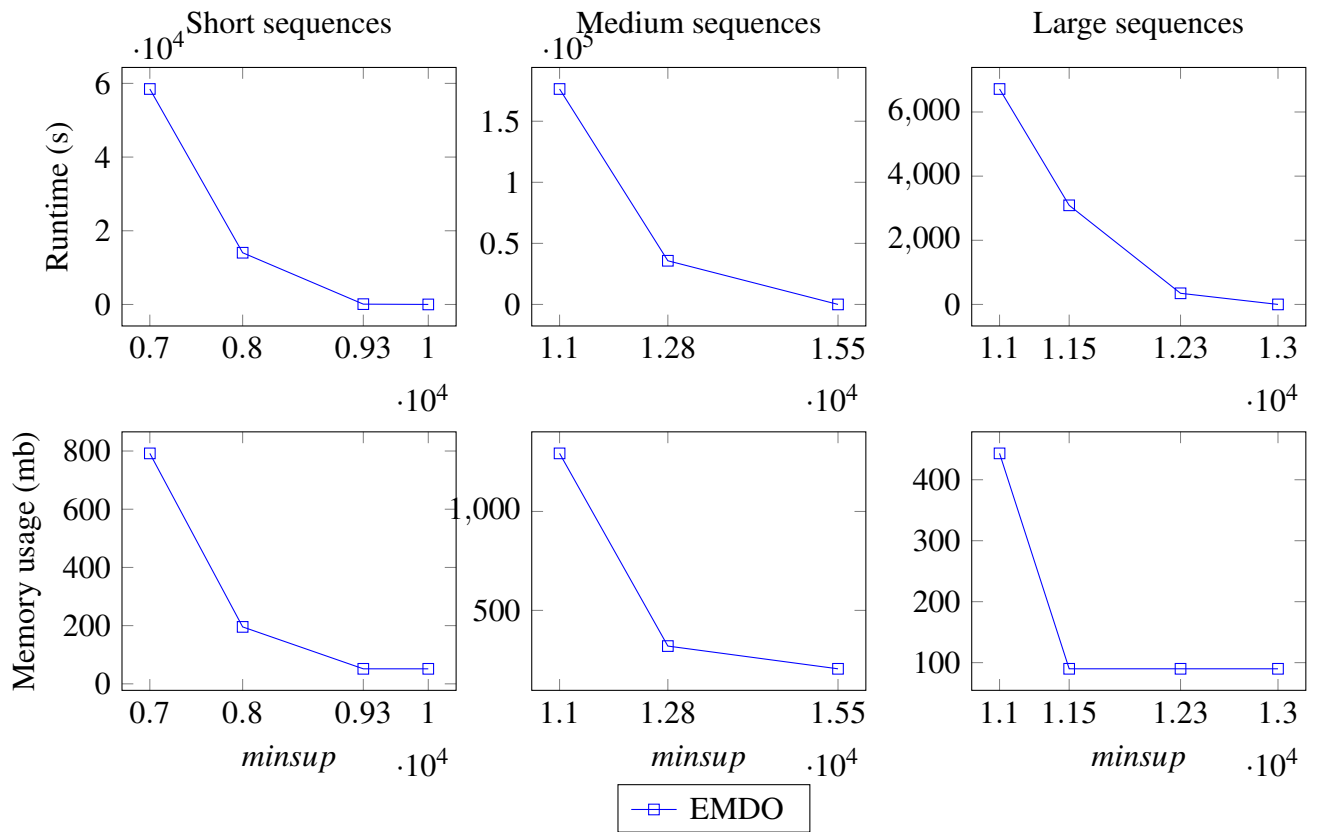 Short sequences
Medium sequences
Large sequences
·10^4
·10^5
Runtime (s)
6
4
2
0
1.5
1
0.5
0
6,000
4,000
2,000
0
0.7 0.8 0.93 1
1.1 1.28 1.55
1.1 1.15 1.23 1.3
·10^4
·10^4
·10^4
Memory usage (mb)
800
600
400
200
0
1,000
500
400
300
200
100
0.7 0.8 0.93 1
1.1 1.28 1.55
1.1 1.15 1.23 1.3
minsup
·10^4
minsup
·10^4
minsup
·10^4
EMDO